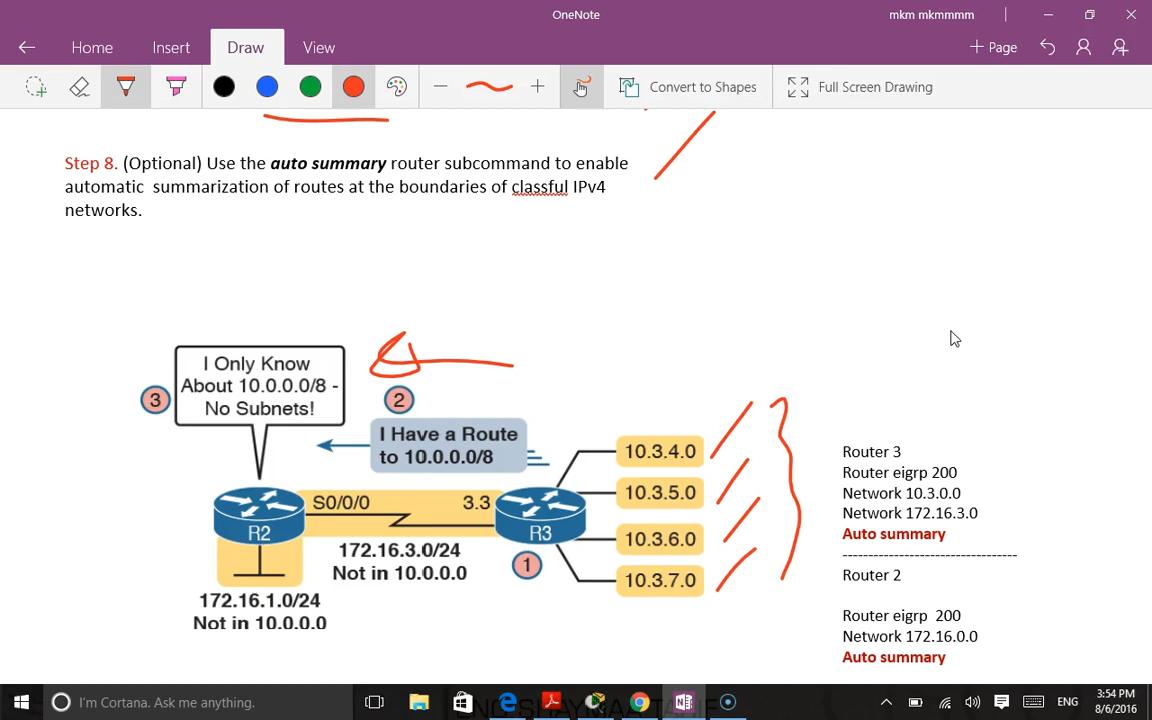 OneNote
mkm mkmmmm
Home
Insert
Draw
View
Page
Convert to Shapes
Full Screen Drawing
Step 8. (Optional) Use the auto summary router subcommand to enable
automatic summarization of routes at the boundaries of classful IPv4
networks.
I Only Know
About 10.0.0.0/8 -
No Subnets!
3
2
I Have a Route
to 10.0.0.0/8
S0/0/0
3.3
R2
R3
1
172.16.3.0/24
Not in 10.0.0.0
172.16.1.0/24
Not in 10.0.0.0
10.3.4.0
10.3.5.0
10.3.6.0
10.3.7.0
Router 3
Router eigrp 200
Network 10.3.0.0
Network 172.16.3.0
Auto summary
---------------------------------
Router 2
Router eigrp 200
Network 172.16.0.0
Auto summary
I'm Cortana. Ask me anything.
ENG
3:54 PM
8/6/2016